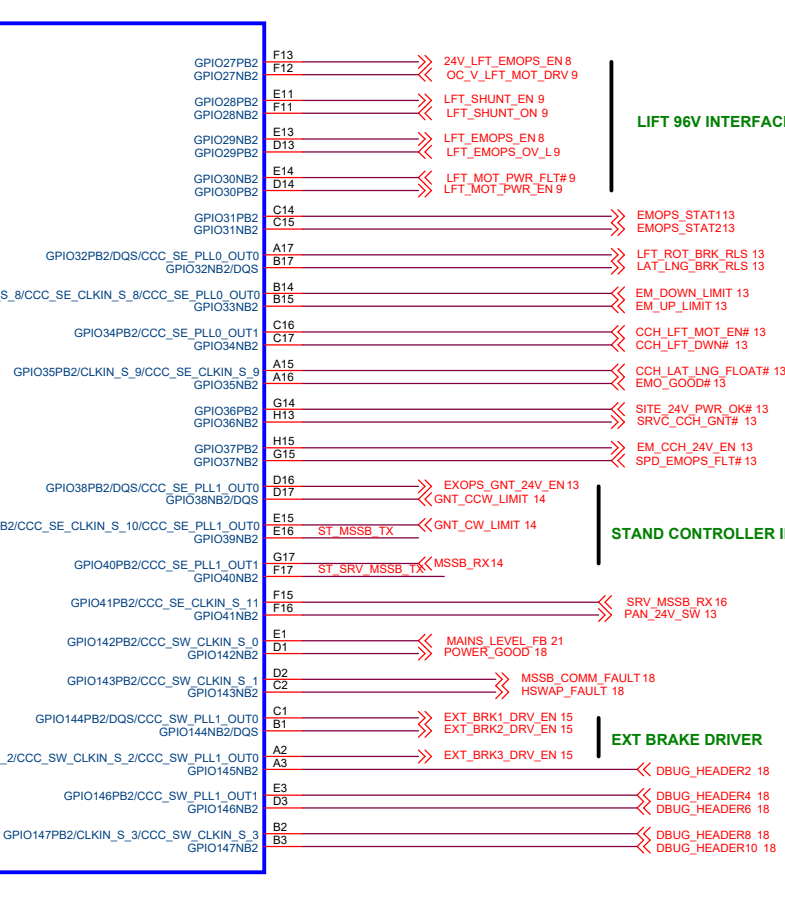 GPIO27PB2 F13 24V_LFT_EMOPS_EN 8
GPIO27NB2 F12 OC_V_LFT_MOT_DRV 9
GPIO28PB2 E11 LFT_SHUNT_EN 9
GPIO28NB2 F11 LFT_SHUNT_ON 9
LIFT 96V INTERFAC
GPIO29NB2 E13 LFT_EMOPS_EN 8
GPIO29PB2 D13 LFT_EMOPS_OV_L 9
GPIO30NB2 E14 LFT_MOT_PWR_FLT# 9
GPIO30PB2 D14 LFT_MOT_PWR_EN 9
GPIO31PB2 C14 EMOPS_STAT1 13
GPIO31NB2 C15 EMOPS_STAT2 13
GPIO32PB2/DQS/CCC_SE_PLL0_OUT0 A17 LFT_ROT_BRK_RLS 13
GPIO32NB2/DQS B17 LAT_LNG_BRK_RLS 13
S_8/CCC_SE_CLKIN_S_8/CCC_SE_PLL0_OUT0 B14 EM_DOWN_LIMIT 13
GPIO33NB2 B15 EM_UP_LIMIT 13
GPIO34PB2/CCC_SE_PLL0_OUT1 C16 CCH_LFT_MOT_EN# 13
GPIO34NB2 C17 CCH_LFT_DWN# 13
GPIO35PB2/CLKIN_S_9/CCC_SE_CLKIN_S_9 A15 CCH_LAT_LNG_FLOAT# 13
GPIO35NB2 A16 EMO_GOOD# 13
GPIO36PB2 G14 SITE_24V_PWR_OK# 13
GPIO36NB2 H13 SRVC_CCH_GNT# 13
GPIO37PB2 H15 EM_CCH_24V_EN 13
GPIO37NB2 G15 SPD_EMOPS_FLT# 13
GPIO38PB2/DQS/CCC_SE_PLL1_OUT0 D16 EXOPS_GNT_24V_EN 13
GPIO38NB2/DQS D17 GNT_CCW_LIMIT 14
B2/CCC_SE_CLKIN_S_10/CCC_SE_PLL1_OUT0 E15 GNT_CW_LIMIT 14
GPIO39NB2 E16 ST_MSSB_TX
STAND CONTROLLER I
GPIO40PB2/CCC_SE_PLL1_OUT1 G17 MSSB_RX 14
GPIO40NB2 F17 ST_SRV_MSSB_TX
GPIO41PB2/CCC_SE_CLKIN_S_11 F15 SRV_MSSB_RX 16
GPIO41NB2 F16 PAN_24V_SW 13
GPIO142PB2/CCC_SW_CLKIN_S_0 E1 MAINS_LEVEL_FB 21
GPIO142NB2 D1 POWER_GOOD 18
GPIO143PB2/CCC_SW_CLKIN_S_1 D2 MSSB_COMM_FAULT 18
GPIO143NB2 C2 HSWAP_FAULT 18
GPIO144PB2/DQS/CCC_SW_PLL1_OUT0 C1 EXT_BRK1_DRV_EN 15
GPIO144NB2/DQS B1 EXT_BRK2_DRV_EN 15
EXT BRAKE DRIVER
_2/CCC_SW_CLKIN_S_2/CCC_SW_PLL1_OUT0 A2 EXT_BRK3_DRV_EN 15
GPIO145NB2 A3 DBUG_HEADER2 18
GPIO146PB2/CCC_SW_PLL1_OUT1 E3 DBUG_HEADER4 18
GPIO146NB2 D3 DBUG_HEADER6 18
GPIO147PB2/CLKIN_S_3/CCC_SW_CLKIN_S_3 B2 DBUG_HEADER8 18
GPIO147NB2 B3 DBUG_HEADER10 18